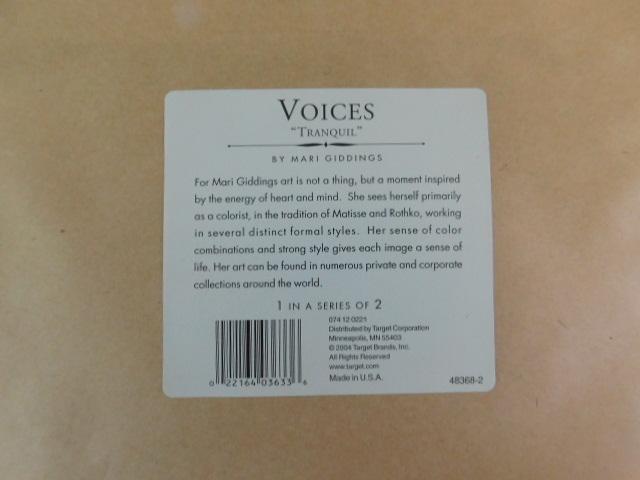 VOICES
"TRANQUIL"
BY MARI GIDDINGS
For Mari Giddings art is not a thing, but a moment inspired
by the energy of heart and mind. She sees herself primarily
as a colorist, in the tradition of Matisse and Rothko, working
in several distinct formal styles. Her sense of color
combinations and strong style gives each image a sense of
life. Her art can be found in numerous private and corporate
collections around the world.
1 IN A SERIES OF 2
074 12 0221
Distributed by Target Corporation
Minneapolis, MN 55403
© 2004 Target Brands, Inc.
All Rights Reserved
www.target.com
Made in U.S.A.
0 22164 03633 6
48368-2